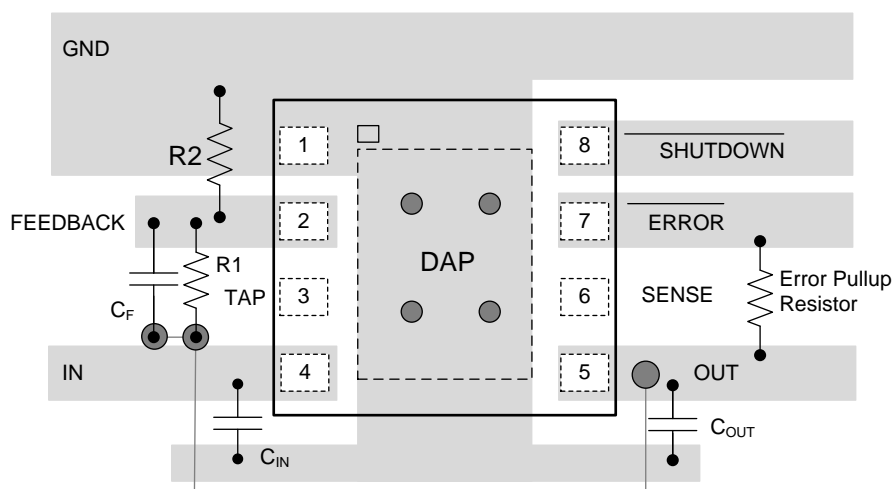 GND
1
8
SHUTDOWN
R2
FEEDBACK
2
7
ERROR
DAP
R1
TAP
3
6
SENSE
Error Pullup
Resistor
CF
IN
4
5
OUT
CIN
COUT